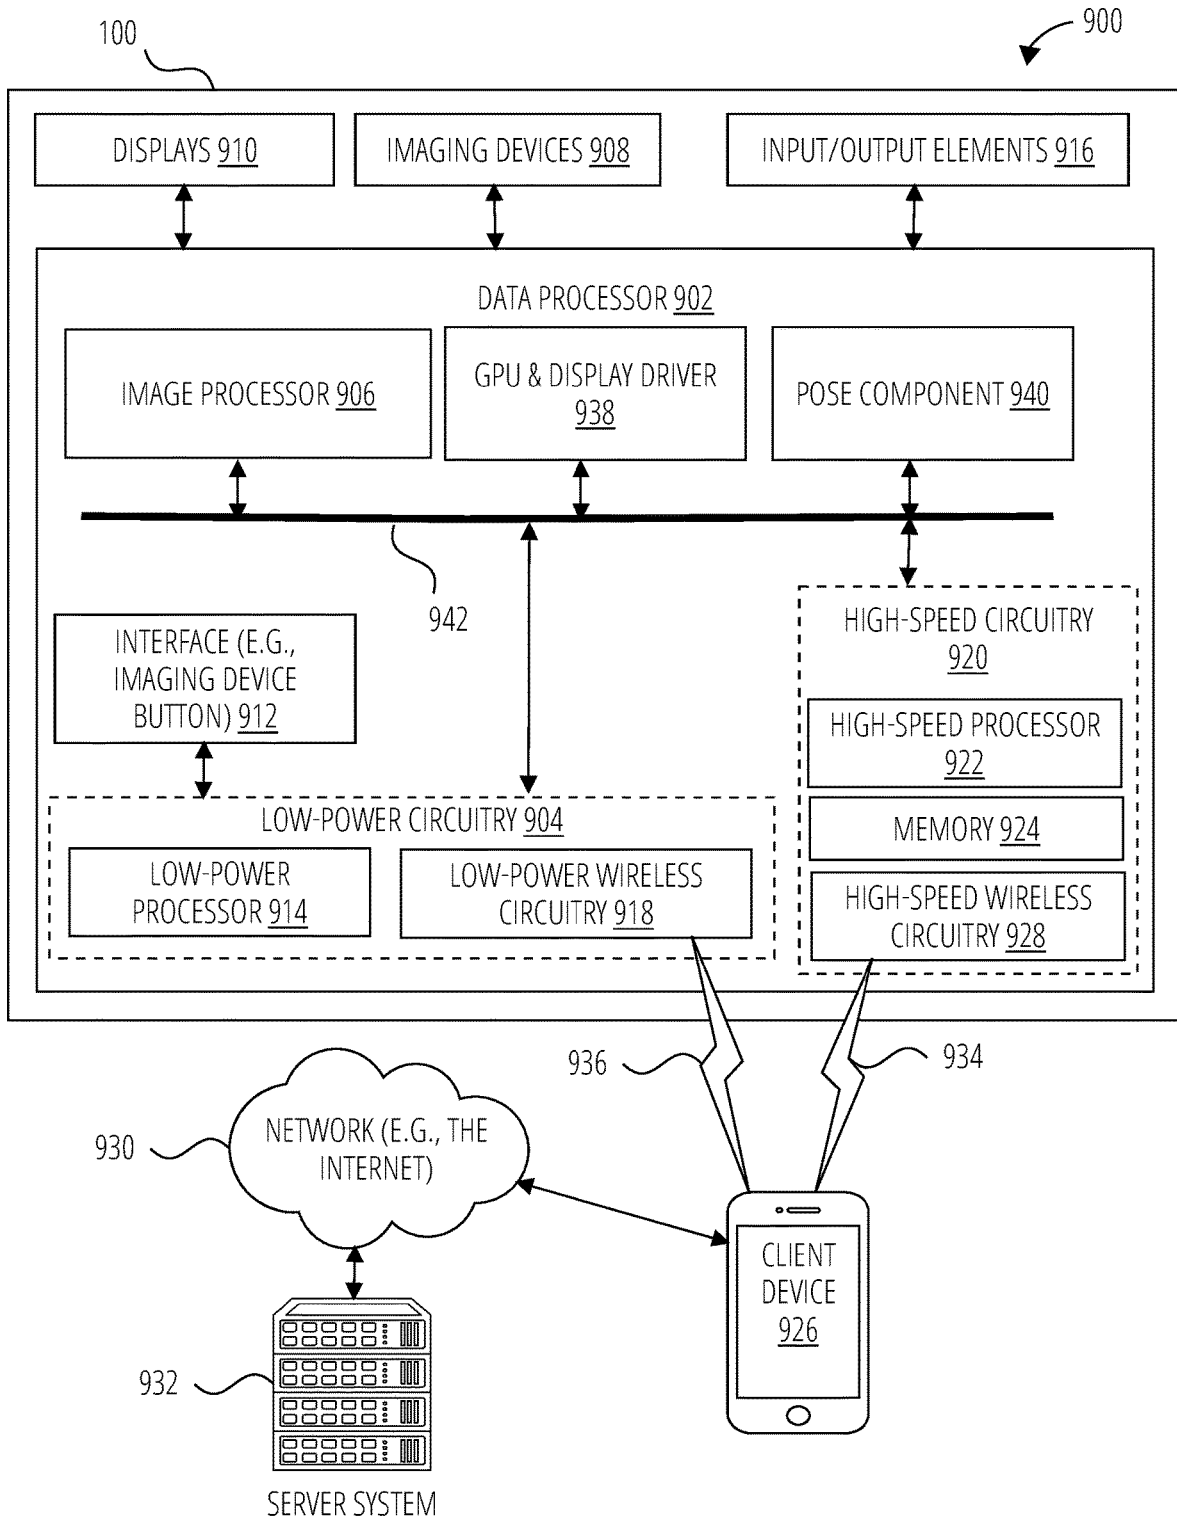 100
900
DISPLAYS 910
IMAGING DEVICES 908
INPUT/OUTPUT ELEMENTS 916
DATA PROCESSOR 902
IMAGE PROCESSOR 906
GPU & DISPLAY DRIVER
938
POSE COMPONENT 940
942
INTERFACE (E.G.,
IMAGING DEVICE
BUTTON) 912
HIGH-SPEED CIRCUITRY
920
HIGH-SPEED PROCESSOR
922
MEMORY 924
HIGH-SPEED WIRELESS
CIRCUITRY 928
LOW-POWER CIRCUITRY 904
LOW-POWER
PROCESSOR 914
LOW-POWER WIRELESS
CIRCUITRY 918
936
934
930
NETWORK (E.G., THE
INTERNET)
CLIENT
DEVICE
926
932
SERVER SYSTEM